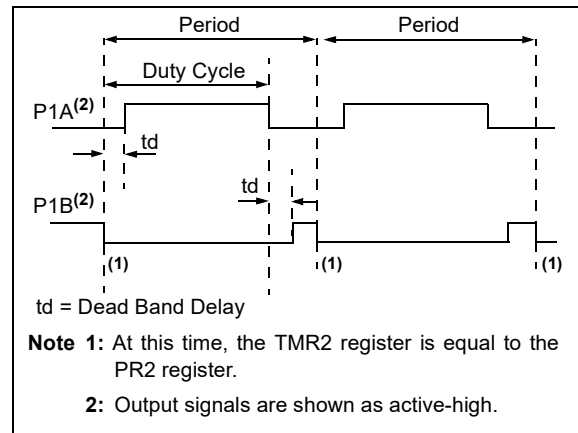 Period Period
Duty Cycle
P1A(2)
td
td
P1B(2)
(1) (1) (1)
td = Dead Band Delay
Note 1: At this time, the TMR2 register is equal to the
PR2 register.
2: Output signals are shown as active-high.